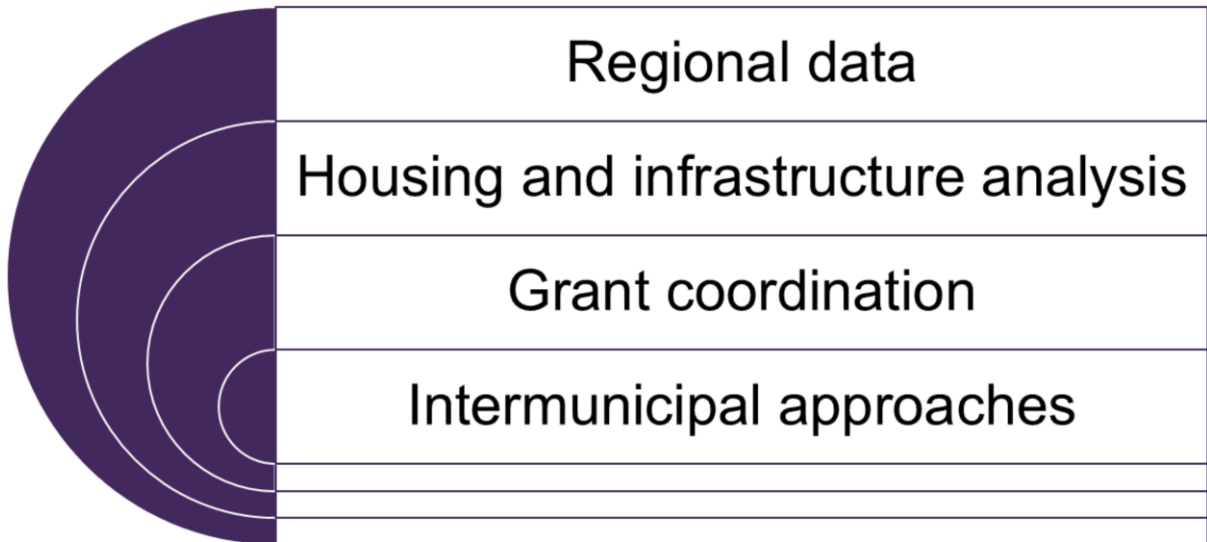 Regional data
Housing and infrastructure analysis
Grant coordination
Intermunicipal approaches